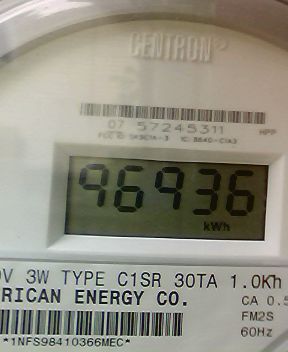 CENTRON®
07 57245311 HPP
96936
kWh
V 3W TYPE C1SR 30TA 1.0Kh
RICAN ENERGY CO.
CA 0.5
FM2S
60Hz
*1NFS98410366MEC*